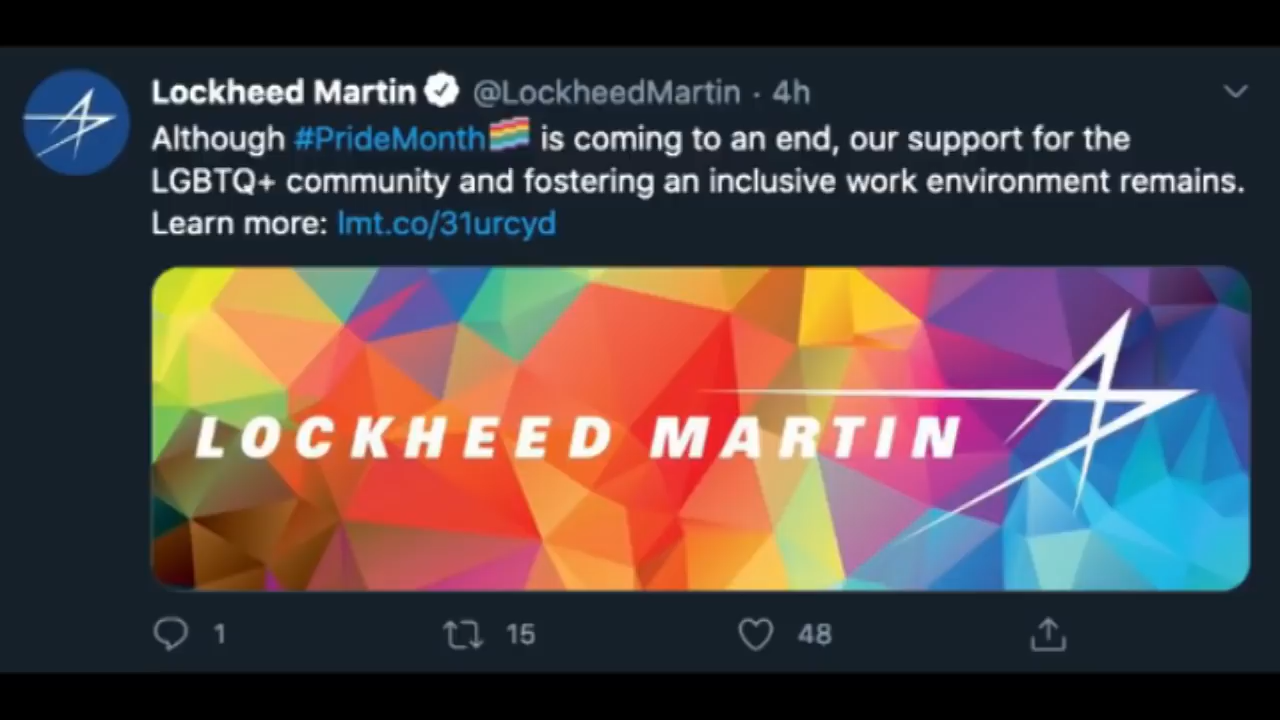 Lockheed Martin @LockheedMartin · 4h
Although #PrideMonth🏳️‍🌈 is coming to an end, our support for the
LGBTQ+ community and fostering an inclusive work environment remains.
Learn more: lmt.co/31urcyd
LOCKHEED MARTIN
1 15 48